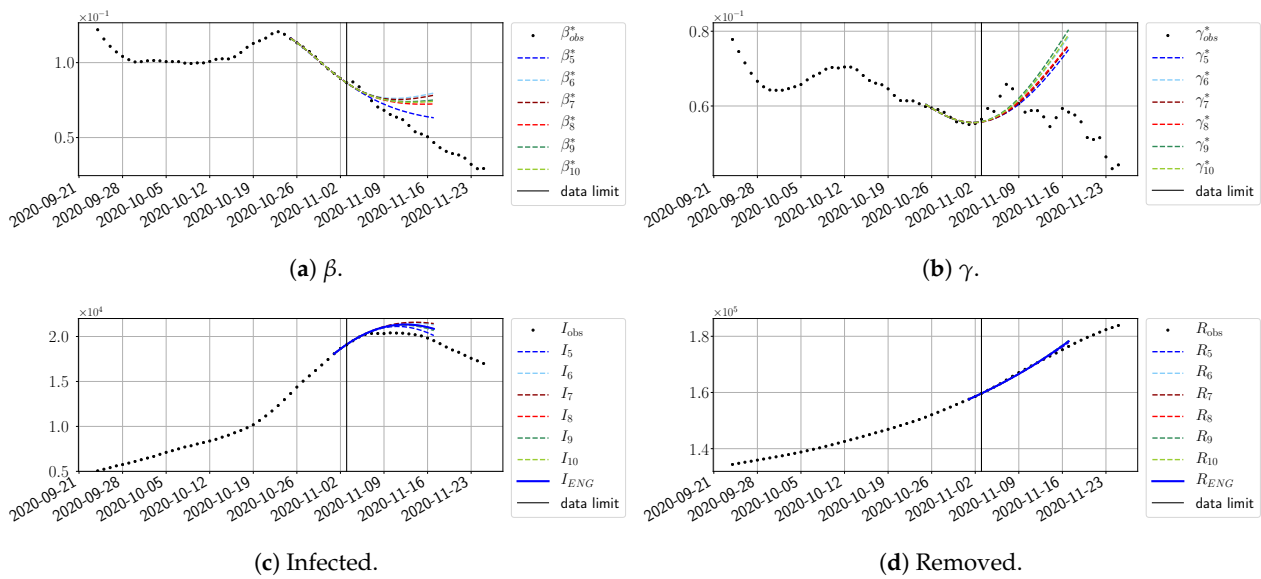 ×10⁻¹
1.0
0.5
2020-09-21
2020-09-28
2020-10-05
2020-10-12
2020-10-19
2020-10-26
2020-11-02
2020-11-09
2020-11-16
2020-11-23
β*obs
β*5
β*6
β*7
β*8
β*9
β*10
data limit
(a) β.
×10⁻¹
0.8
0.6
2020-09-21
2020-09-28
2020-10-05
2020-10-12
2020-10-19
2020-10-26
2020-11-02
2020-11-09
2020-11-16
2020-11-23
γ*obs
γ*5
γ*6
γ*7
γ*8
γ*9
γ*10
data limit
(b) γ.
×10⁴
2.0
1.5
1.0
0.5
2020-09-21
2020-09-28
2020-10-05
2020-10-12
2020-10-19
2020-10-26
2020-11-02
2020-11-09
2020-11-16
2020-11-23
Iobs
I5
I6
I7
I8
I9
I10
IENG
data limit
(c) Infected.
×10⁵
1.8
1.6
1.4
2020-09-21
2020-09-28
2020-10-05
2020-10-12
2020-10-19
2020-10-26
2020-11-02
2020-11-09
2020-11-16
2020-11-23
Robs
R5
R6
R7
R8
R9
R10
RENG
data limit
(d) Removed.